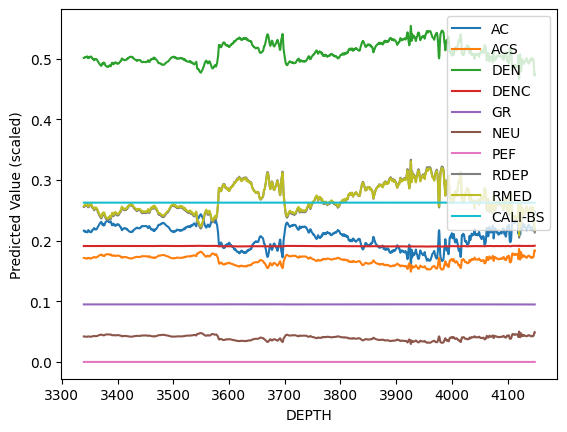 Predicted Value (scaled)
0.5
0.4
0.3
0.2
0.1
0.0
3300 3400 3500 3600 3700 3800 3900 4000 4100
DEPTH
AC
ACS
DEN
DENC
GR
NEU
PEF
RDEP
RMED
CALI-BS